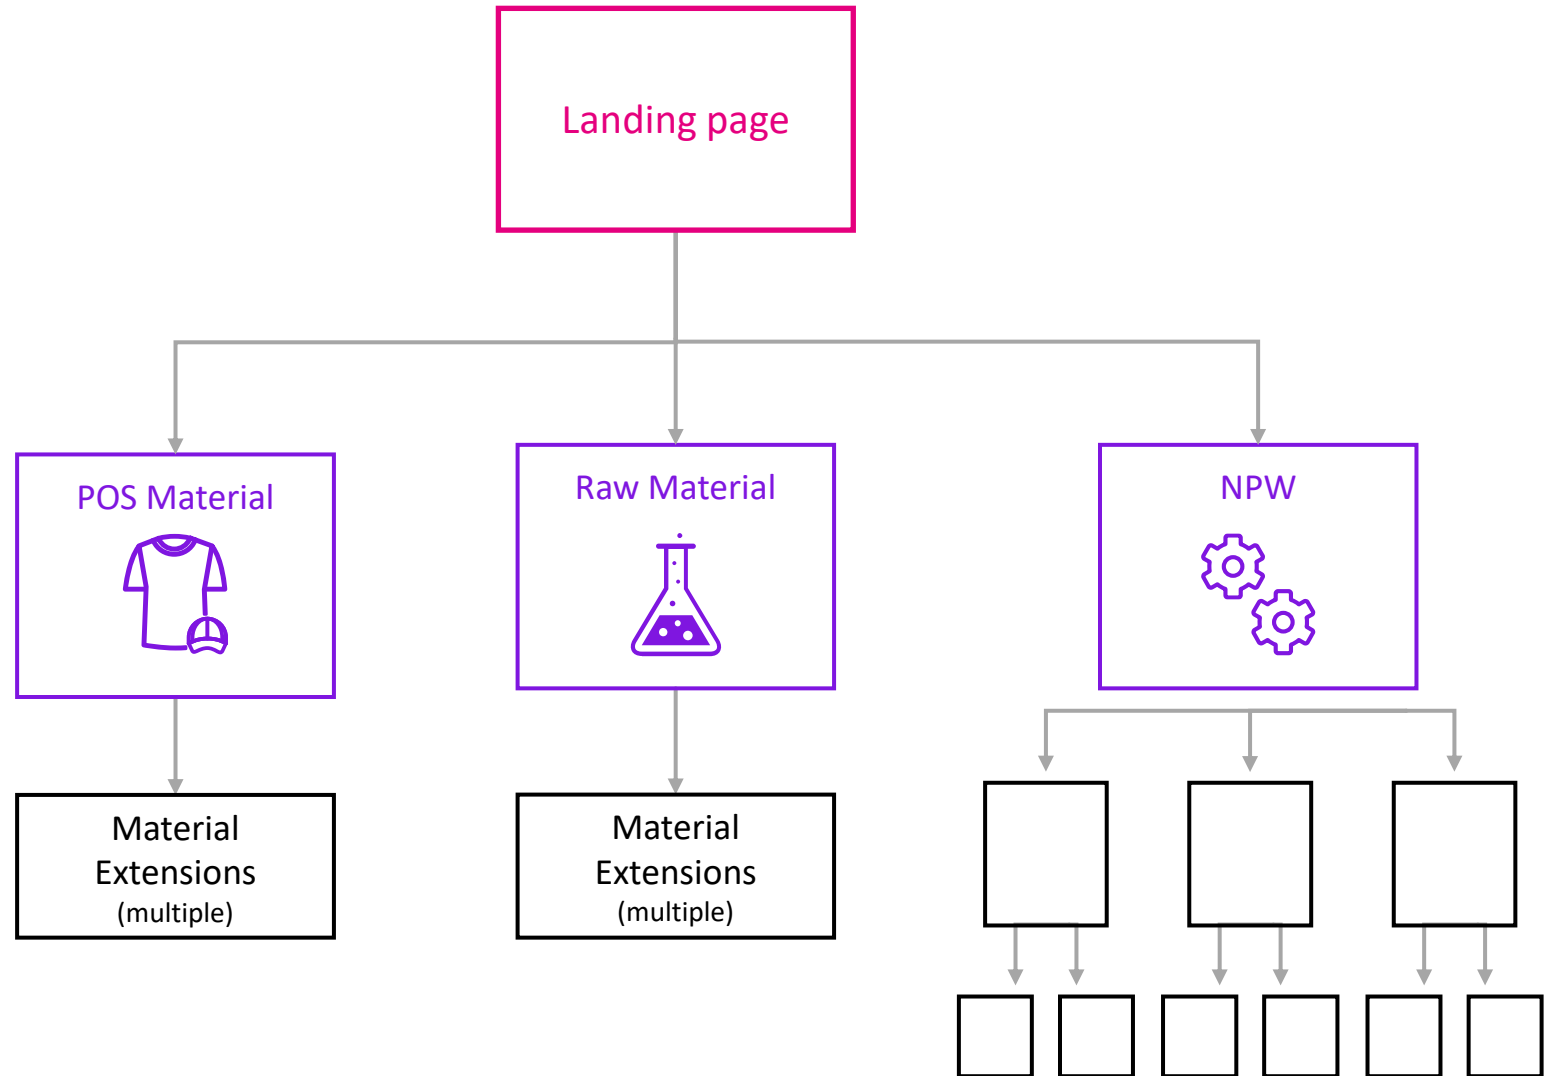 Landing page
POS Material
Raw Material
NPW
Material
Extensions
(multiple)
Material
Extensions
(multiple)